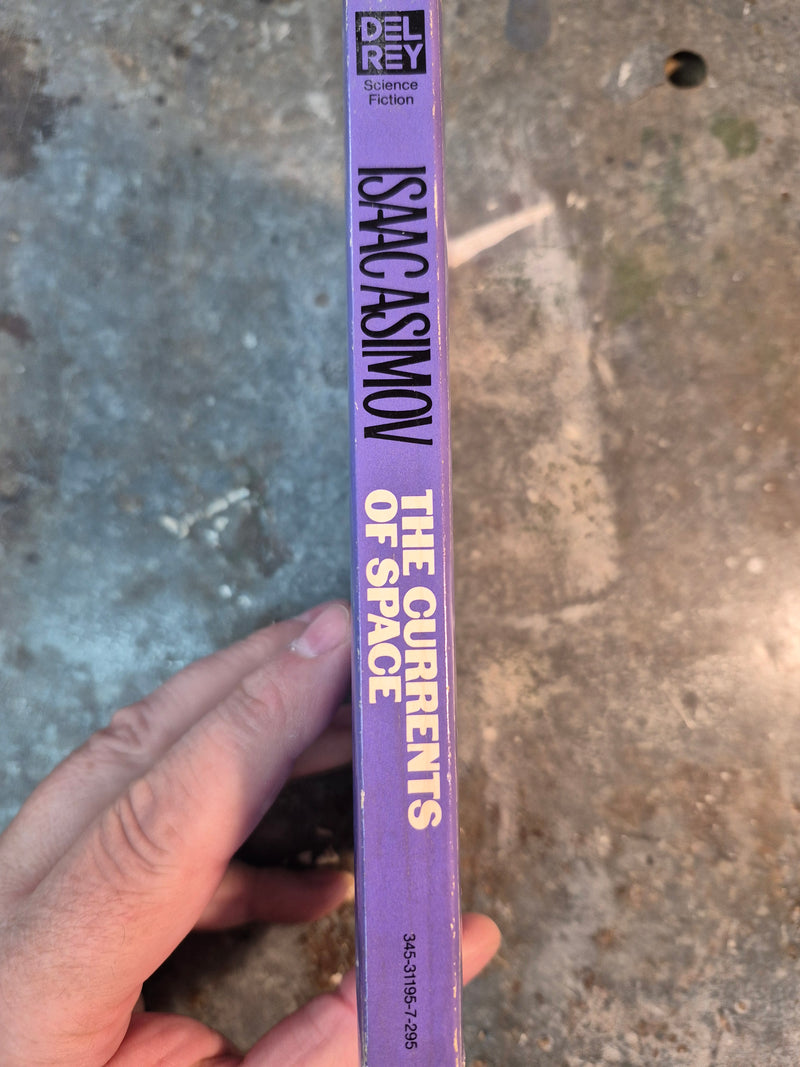 DEL
REY
Science
Fiction
ISAAC ASIMOV
THE CURRENTS
OF SPACE
345-31195-7-295